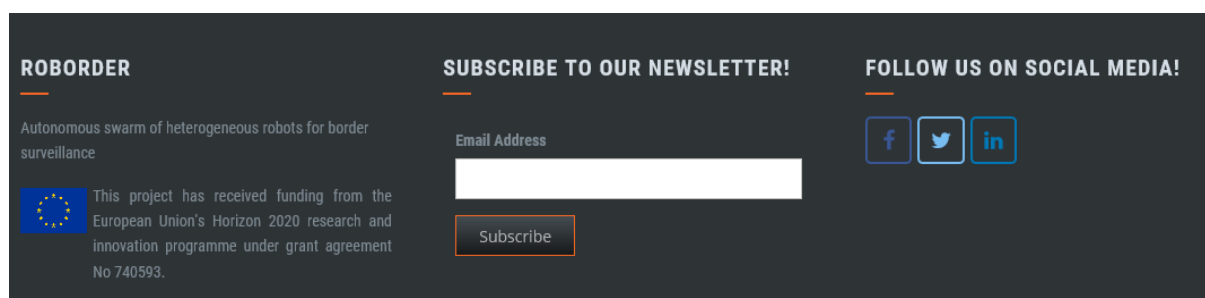 ROBORDER
Autonomous swarm of heterogeneous robots for border
surveillance
This project has received funding from the
European Union's Horizon 2020 research and
innovation programme under grant agreement
No 740593.
SUBSCRIBE TO OUR NEWSLETTER!
Email Address
Subscribe
FOLLOW US ON SOCIAL MEDIA!